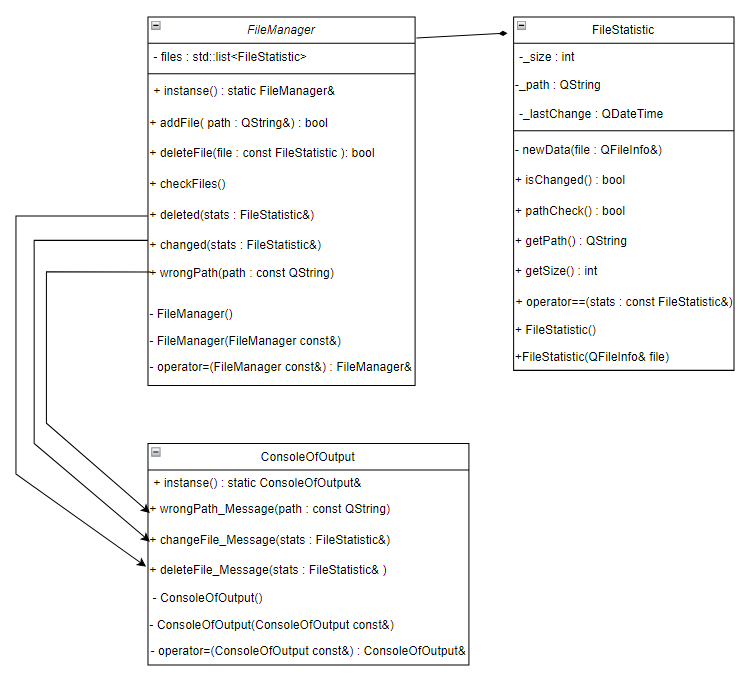 FileManager
- files : std::list<FileStatistic>
+ instanse() : static FileManager&
+ addFile( path : QString&) : bool
+ deleteFile(file : const FileStatistic ): bool
+ checkFiles()
+ deleted(stats : FileStatistic&)
+ changed(stats : FileStatistic&)
+ wrongPath(path : const QString)
- FileManager()
- FileManager(FileManager const&)
- operator=(FileManager const&) : FileManager&
FileStatistic
-_size : int
-_path : QString
-_lastChange : QDateTime
- newData(file : QFileInfo&)
+ isChanged() : bool
+ pathCheck() : bool
+ getPath() : QString
+ getSize() : int
+ operator==(stats : const FileStatistic&)
+ FileStatistic()
+FileStatistic(QFileInfo& file)
ConsoleOfOutput
+ instanse() : static ConsoleOfOutput&
+ wrongPath_Message(path : const QString)
+ changeFile_Message(stats : FileStatistic&)
+ deleteFile_Message(stats : FileStatistic& )
- ConsoleOfOutput()
- ConsoleOfOutput(ConsoleOfOutput const&)
- operator=(ConsoleOfOutput const&) : ConsoleOfOutput&